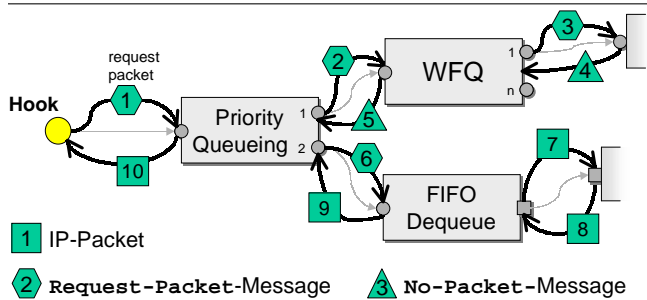 request
packet
Hook
1
10
Priority
Queueing
1
2
2
5
WFQ
1
n
3
4
6
9
FIFO
Dequeue
7
8
1 IP-Packet
2 Request-Packet-Message
3 No-Packet-Message